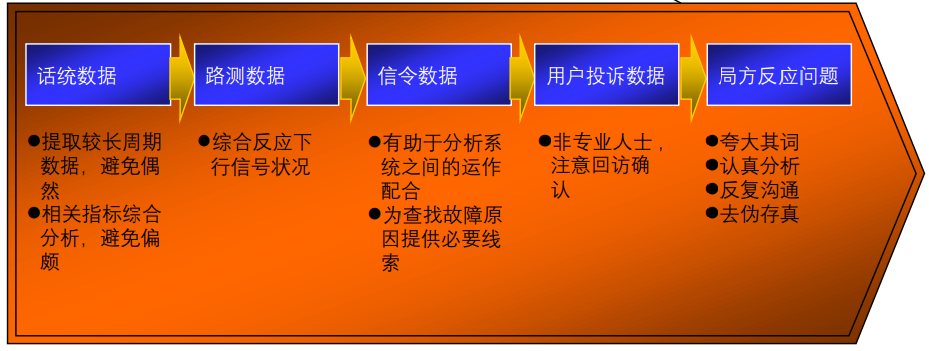 话统数据
路测数据
信令数据
用户投诉数据
局方反应问题
●提取较长周期
数据，避免偶
然
●相关指标综合
分析，避免偏
颇
●综合反应下
行信号状况
●有助于分析系
统之间的运作
配合
●为查找故障原
因提供必要线
索
●非专业人士，
注意回访确
认
●夸大其词
●认真分析
●反复沟通
●去伪存真